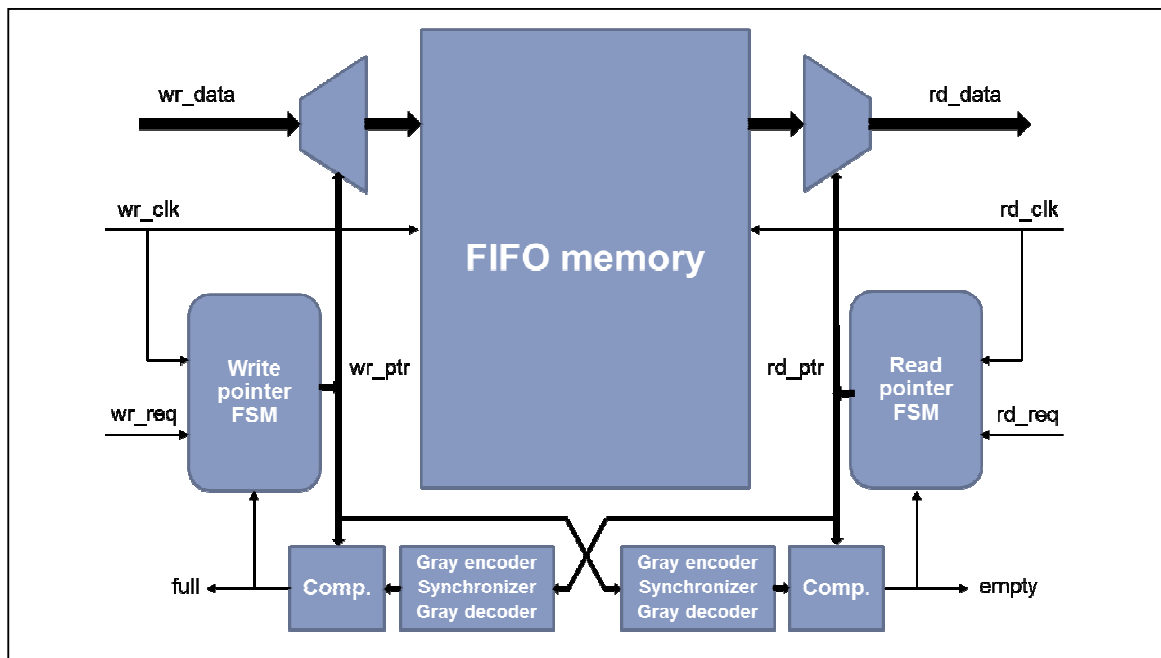 wr_data
rd_data
wr_clk
rd_clk
FIFO memory
Write
pointer
FSM
wr_ptr
rd_ptr
Read
pointer
FSM
wr_req
rd_req
full
Comp.
Gray encoder
Synchronizer
Gray decoder
Gray encoder
Synchronizer
Gray decoder
Comp.
empty